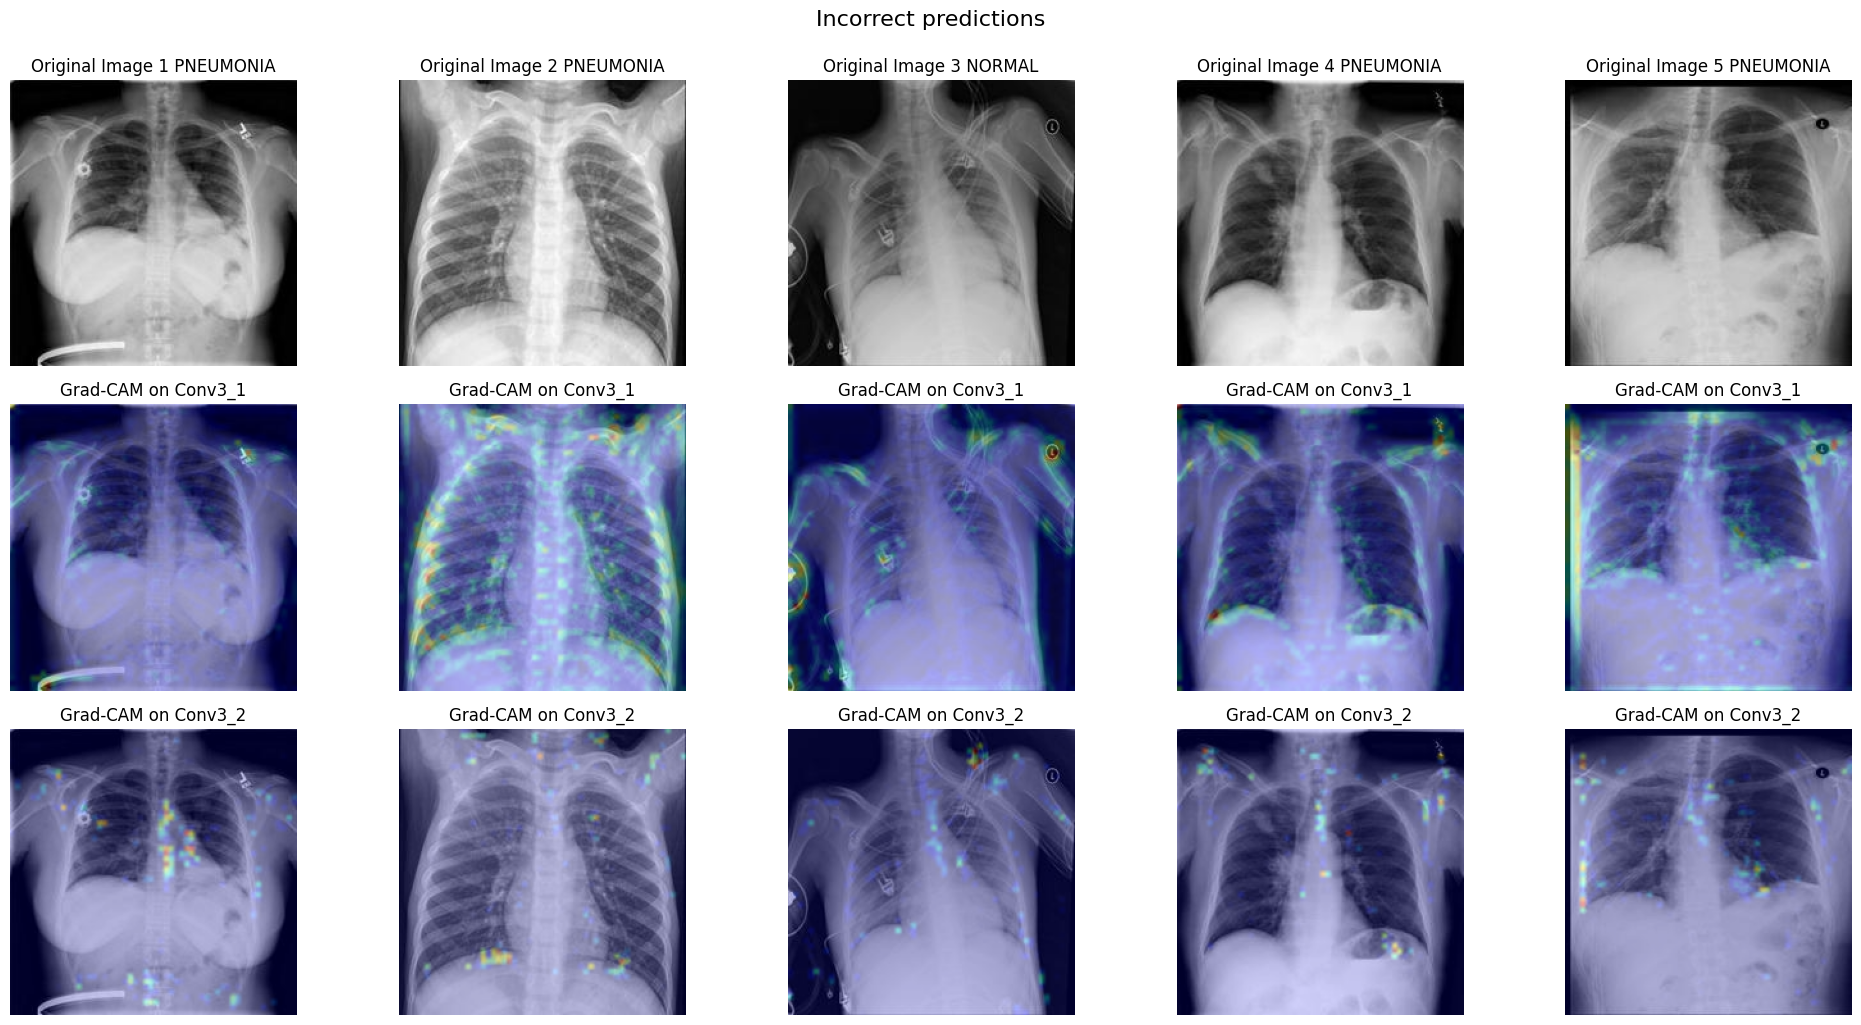 Incorrect predictions
Original Image 1 PNEUMONIA
Original Image 2 PNEUMONIA
Original Image 3 NORMAL
Original Image 4 PNEUMONIA
Original Image 5 PNEUMONIA
Grad-CAM on Conv3_1
Grad-CAM on Conv3_1
Grad-CAM on Conv3_1
Grad-CAM on Conv3_1
Grad-CAM on Conv3_1
Grad-CAM on Conv3_2
Grad-CAM on Conv3_2
Grad-CAM on Conv3_2
Grad-CAM on Conv3_2
Grad-CAM on Conv3_2